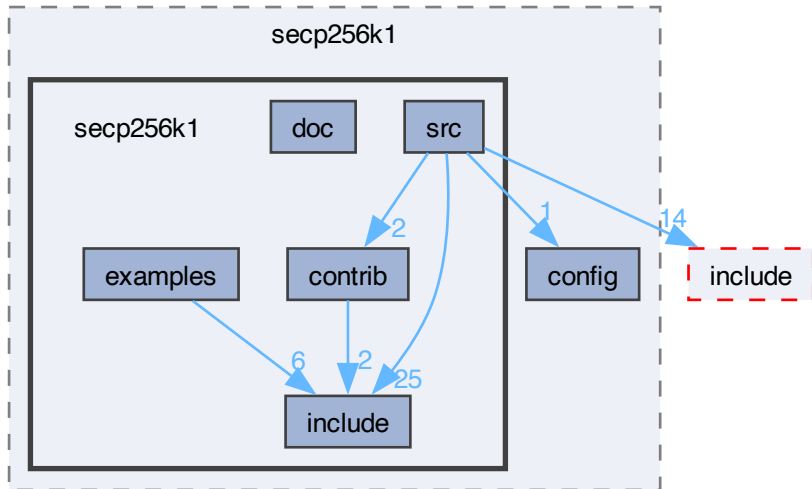 secp256k1
secp256k1
doc
src
2
1
14
examples
contrib
config
include
6
2
25
include